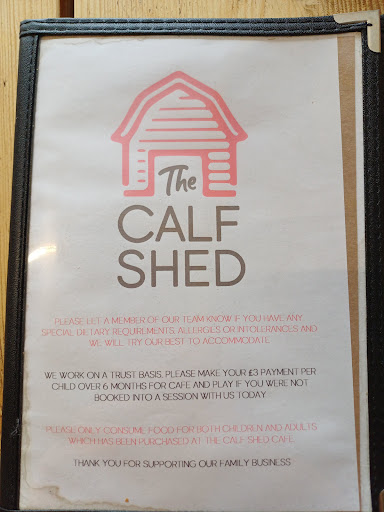 The
CALF
SHED
PLEASE LET A MEMBER OF OUR TEAM KNOW IF YOU HAVE ANY
SPECIAL DIETARY REQUIREMENTS, ALLERGIES OR INTOLERANCES AND
WE WILL TRY OUR BEST TO ACCOMMODATE
WE WORK ON A TRUST BASIS, PLEASE MAKE YOUR £3 PAYMENT PER
CHILD OVER 6 MONTHS FOR CAFE AND PLAY IF YOU WERE NOT
BOOKED INTO A SESSION WITH US TODAY.
PLEASE ONLY CONSUME FOOD FOR BOTH CHILDREN AND ADULTS
WHICH HAS BEEN PURCHASED AT THE CALF SHED CAFE
THANK YOU FOR SUPPORTING OUR FAMILY BUSINESS